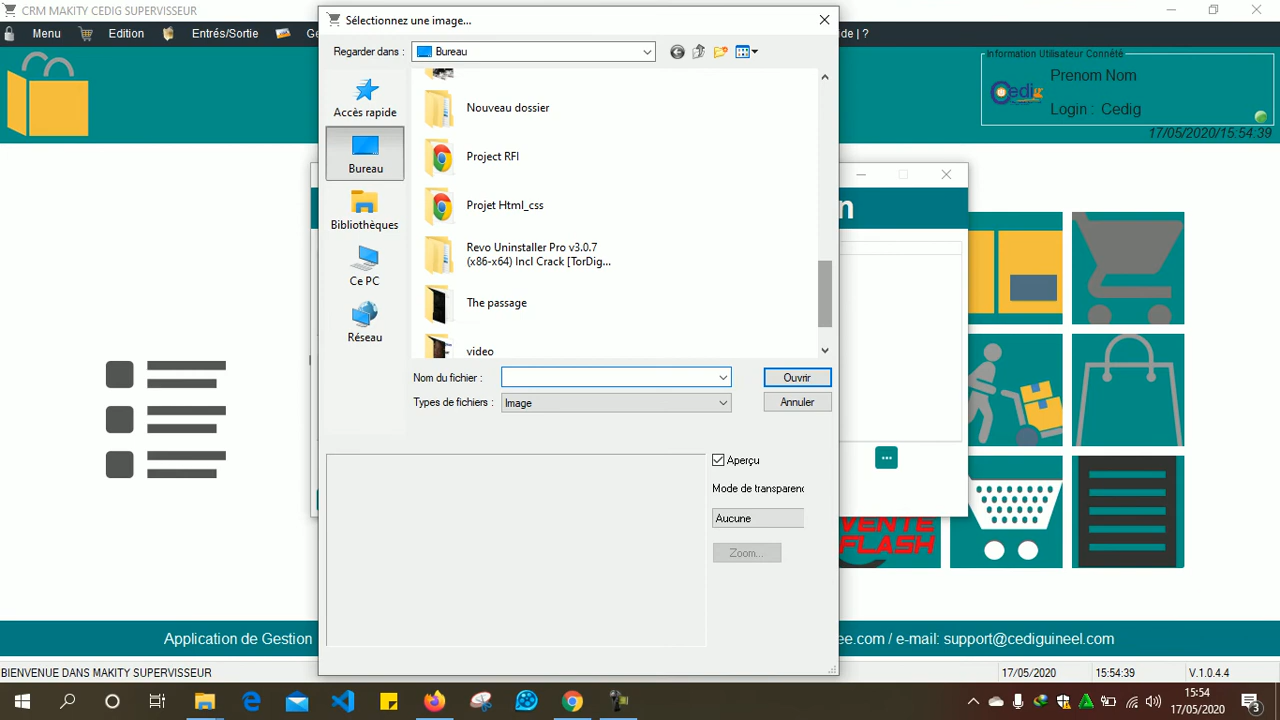 CRM MAKITY CEDIG SUPERVISSEUR
Sélectionnez une image...
Menu
Edition
Entrés/Sortie
Regarder dans :
Bureau
Information Utilisateur Connété
Prenom Nom
Login : Cedig
17/05/2020/15:54:39
Accès rapide
Bureau
Bibliothèques
Ce PC
Réseau
Nouveau dossier
Project RFI
Projet Html_css
Revo Uninstaller Pro v3.0.7
(x86-x64) Incl Crack [TorDig...
The passage
video
Nom du fichier :
Ouvrir
Types de fichiers :
Image
Annuler
Aperçu
Mode de transparenc
Aucune
Zoom...
VENTE
FLASH
Application de Gestion
ee.com / e-mail: support@cediguineel.com
BIENVENUE DANS MAKITY SUPERVISSEUR
17/05/2020
15:54:39
V.1.0.4.4
15:54
17/05/2020
3